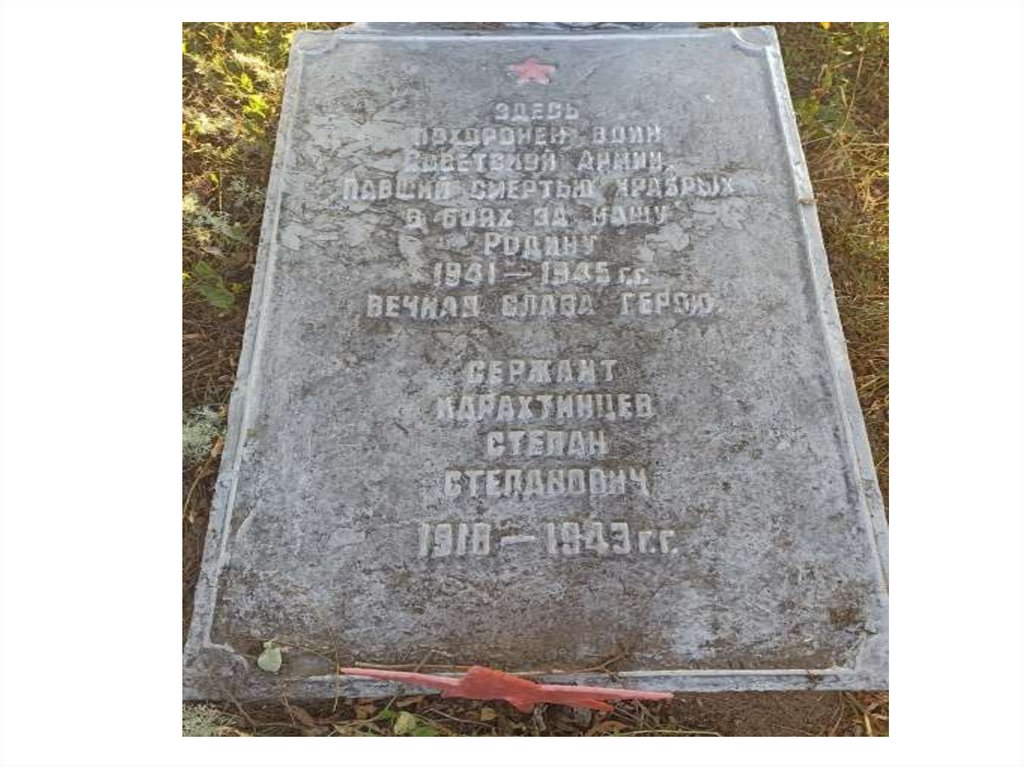 ЗДЕСЬ
ПОХОРОНЕН ВОИН
СОВЕТСКОЙ АРМИИ,
ПАВШИЙ СМЕРТЬЮ ХРАБРЫХ
В БОЯХ ЗА НАШУ
РОДИНУ
1941 — 1945 г.г.
ВЕЧНАЯ СЛАВА ГЕРОЮ.
СЕРЖАНТ
КАРАХТИНЦЕВ
СТЕПАН
СТЕПАНОВИЧ
1918 — 1943 г.г.